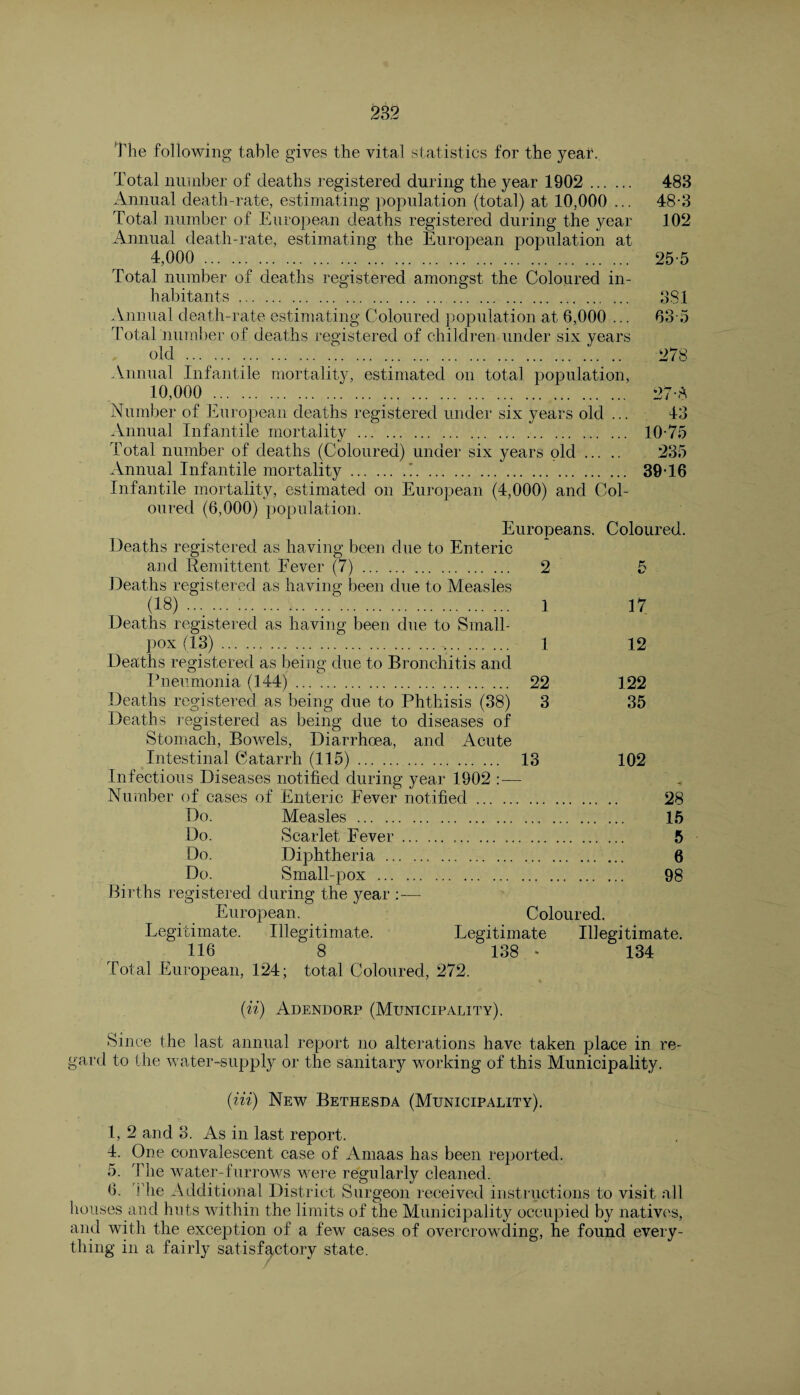 232
The following table gives the vital statistics for the year.
Total number of deaths registered during the year 1902 ... ... 483
Annual death-rate, estimating population (total) at 10,000 ... 48·3
Total number of European deaths registered during the year 102
Annual death-rate, estimating the European population at
4,000 ... ... ... ... ... ... ... ... ... ... ... ... ... ... ... 25·5
Total number of deaths registered amongst the Coloured in-
habitants ... ... ... ... ... ... ... ... ... ... ... ... ... ... 381
Annual death-rate estimating Coloured population at 6,000 ... 63·5
Total number of deaths registered of children under six years
old ... ... ... ... ... ... ... ... ... ... ... ... ... ... ... 278
Annual Infantile mortality, estimated on total population,
10,000 ... ... ... ... ... ... ... ... ... ... ... ... ... ... 27·8
Number of European deaths registered under six years old ... 43
Annual Infantile mortality ... ... ... ... ... ... ... ... ... 10·75
Total number of deaths (Coloured) under six years old ... .. 235
Annual Infantile mortality ... ... ... ... ... ... ... ... ... 39·16
Infantile mortality, estimated on European (4,000) and Col-
oured (6,000) population.
Europeans. Coloured.
Deaths registered as having been due to Enteric
and Remittent Fever (7) ... ... ... ... ... ... 2 5
Deaths registered as having been due to Measles
(18) ... ... ... ... ... ... ... ... ... ... ... 1 17
Deaths registered as having been due to Small-
pox (13) ... ... ... ... ... ... ... ... ... ... 1 12
Deaths registered as being due to Bronchitis and
Pneumonia (144) ... ... ... ... ... ... ... ... 22 122
Deaths registered as being due to Phthisis (38) 3 35
Deaths registered as being due to diseases of
Stomach, Bowels, Diarrhœa, and Acute
Intestinal Catarrh (115) ... ... ... ... ... 13 102
Infectious Diseases notified during year 1902 :—
Number of cases of Enteric Fever notified ... ... ... ... .. 28
Do. Measles ... ... ... ... ... ... ... ... ... 15
Do. Scarlet Fever ... ... ... ... ... ... ... ... 5
Do. Diphtheria ... ... ... ... ... ... ... ... 6
Do. Small-pox ... ... ... ... ... ... ... ... 98
Births registered during the year :—
European. Coloured.
Legitimate. Illegitimate. Legitimate Illegitimate.
116 8 138 - 134
Total European, 124; total Coloured, 272.
(ii) Adendorp (Municipality).
Since the last annual report no alterations have taken place in re-
gard to the water-supply or the sanitary working of this Municipality.
(iii) New Bethesda (Municipality).
1, 2 and 3. As in last report.
4. One convalescent case of Amaas has been reported.
5. The water-furrows were regularly cleaned.
6. The Additional District Surgeon received instructions to visit all
houses and huts within the limits of the Municipality occupied by natives,
and with the exception of a few cases of overcrowding, he found every-
thing in a fairly satisfactory state.